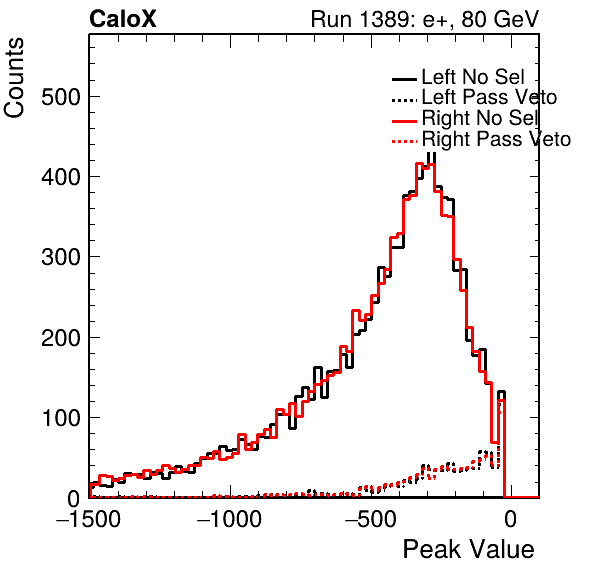 CaloX Run 1389: e+, 80 GeV
Counts
Left No Sel
Left Pass Veto
Right No Sel
Right Pass Veto
500
400
300
200
100
0
−1500 −1000 −500 0
Peak Value